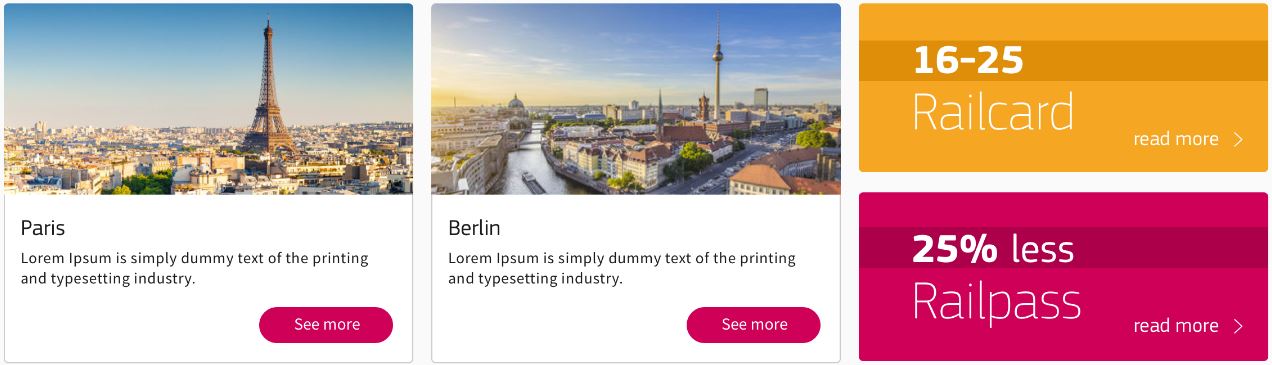 Paris
Lorem Ipsum is simply dummy text of the printing
and typesetting industry.
See more
Berlin
Lorem Ipsum is simply dummy text of the printing
and typesetting industry.
See more
16-25
Railcard
read more
25% less
Railpass
read more